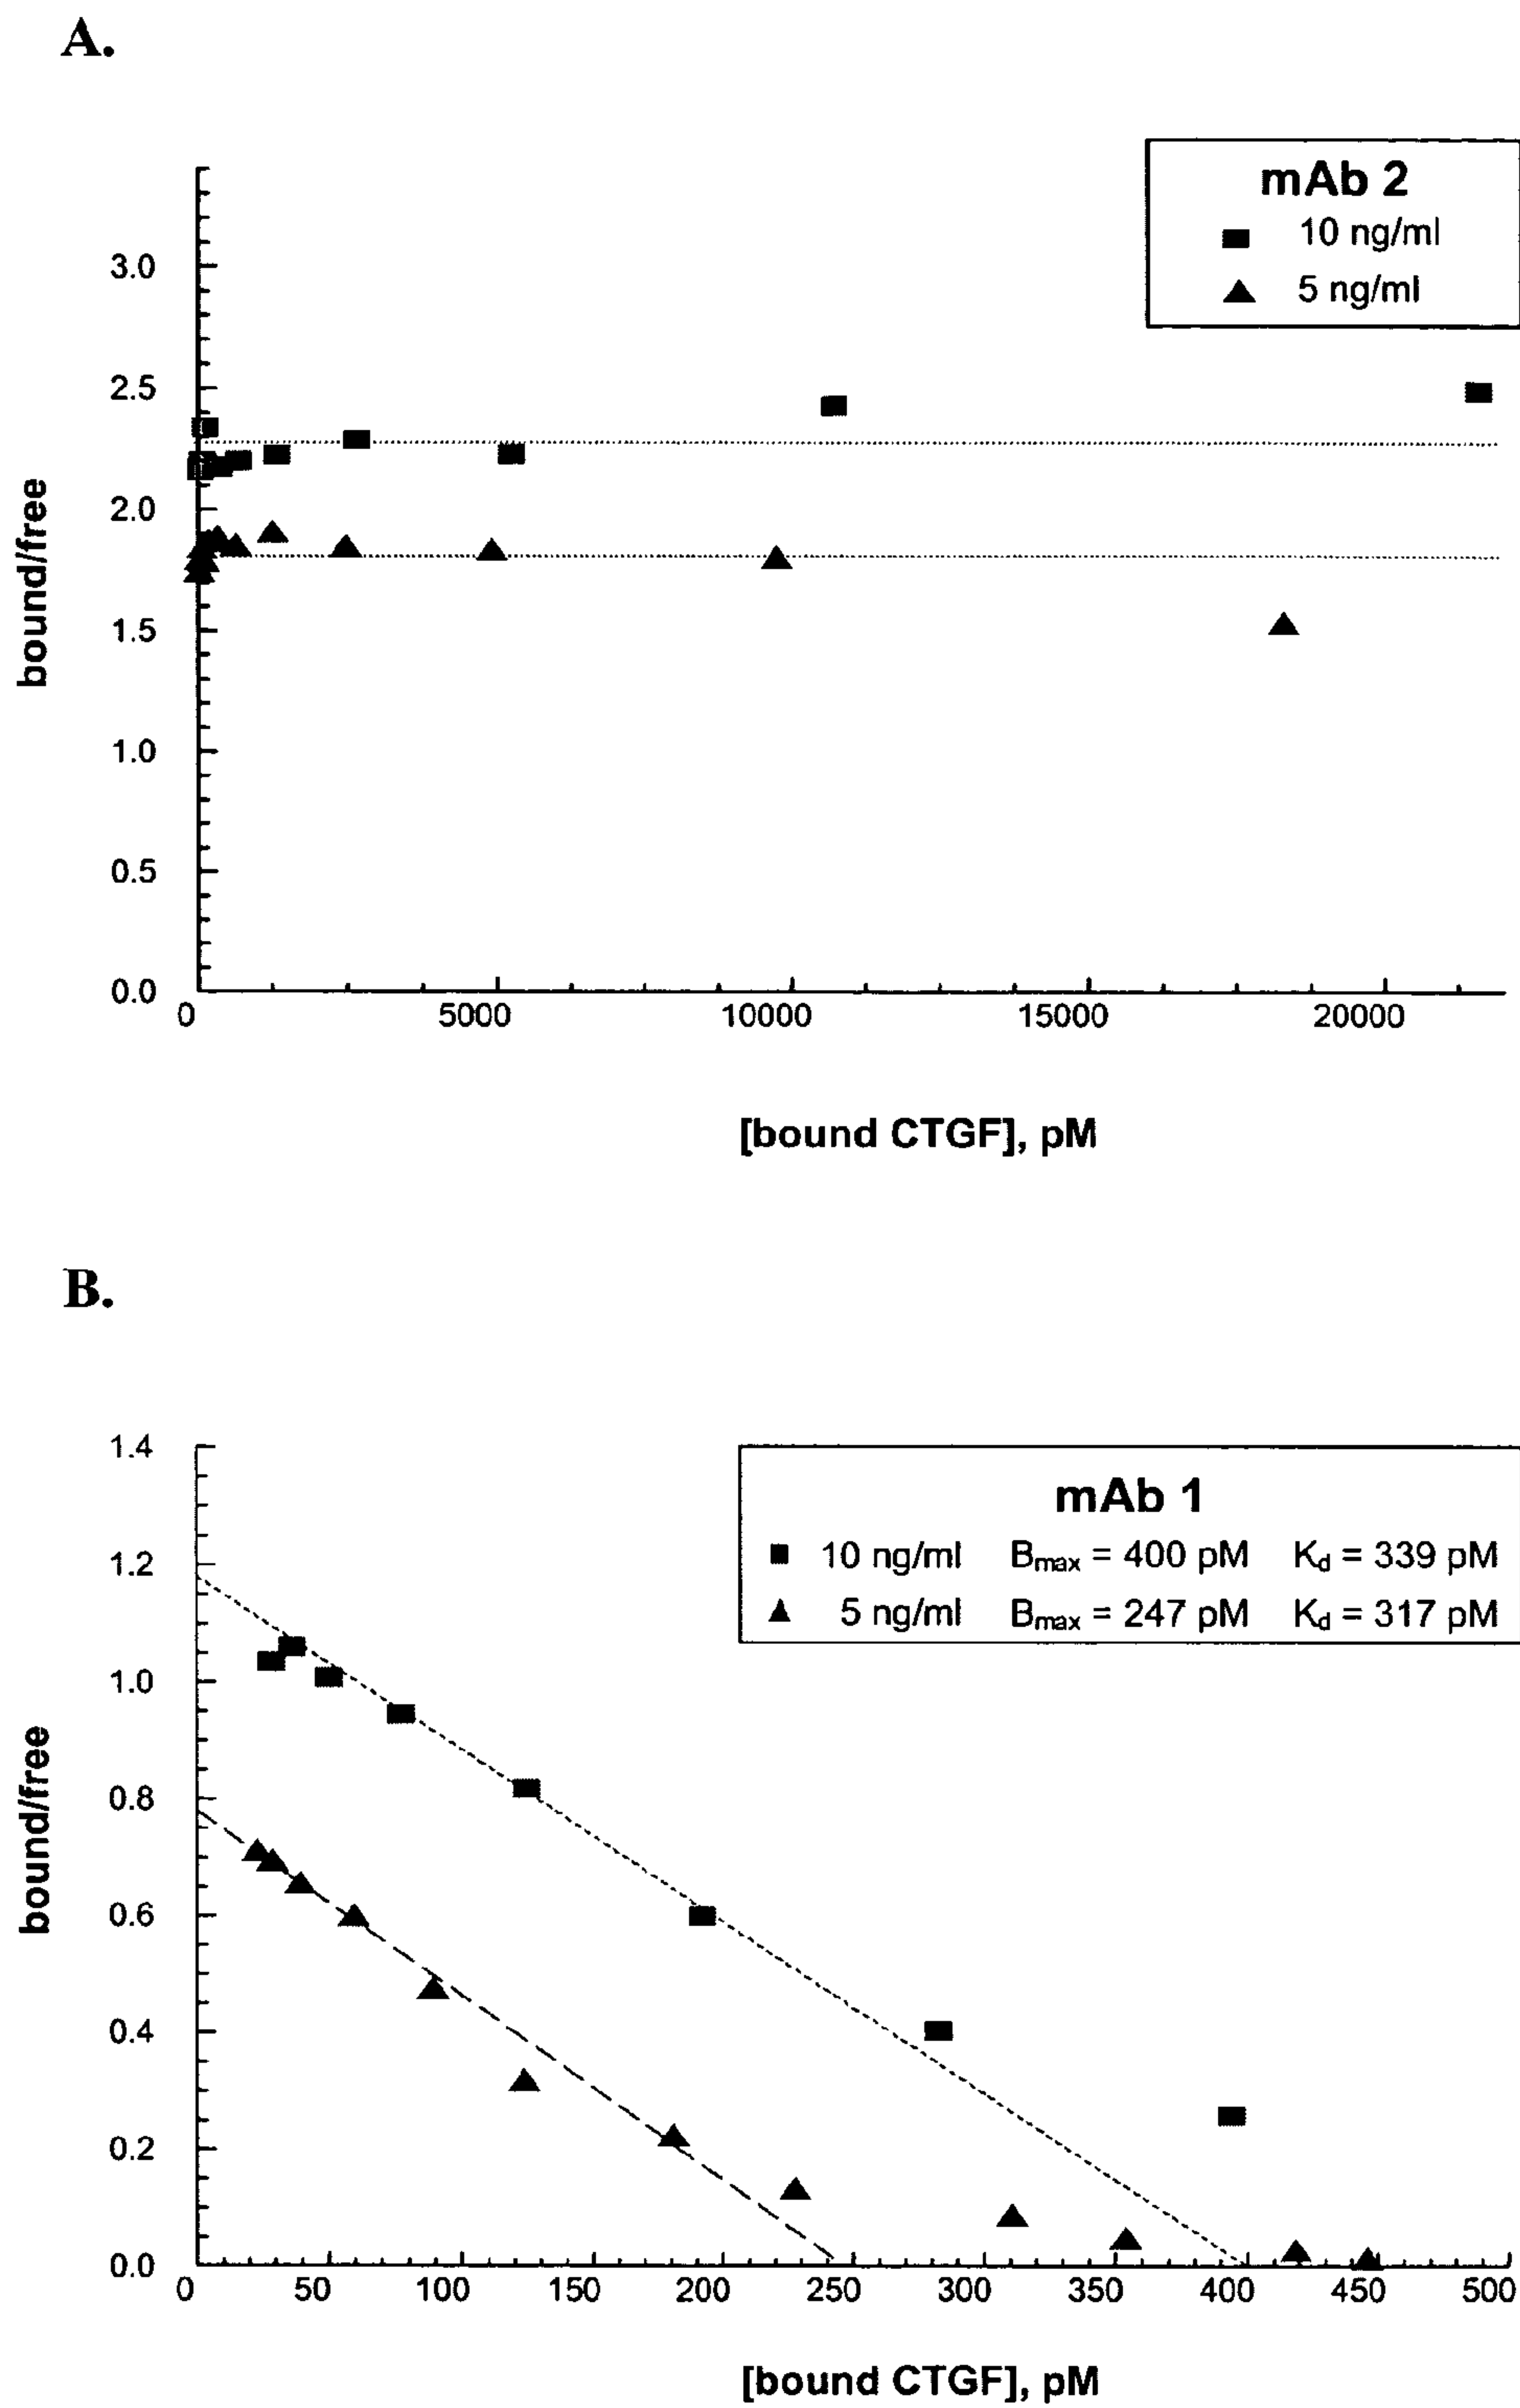 A.
mAb 2
10 ng/ml
5 ng/ml
3.0
2.5
2.0
1.5
1.0
0.5
0.0
bound/free
0 5000 10000 15000 20000
[bound CTGF], pM
B.
mAb 1
10 ng/ml Bmax = 400 pM Kd = 339 pM
5 ng/ml Bmax = 247 pM Kd = 317 pM
1.4
1.2
1.0
0.8
0.6
0.4
0.2
0.0
bound/free
0 50 100 150 200 250 300 350 400 450 500
[bound CTGF], pM